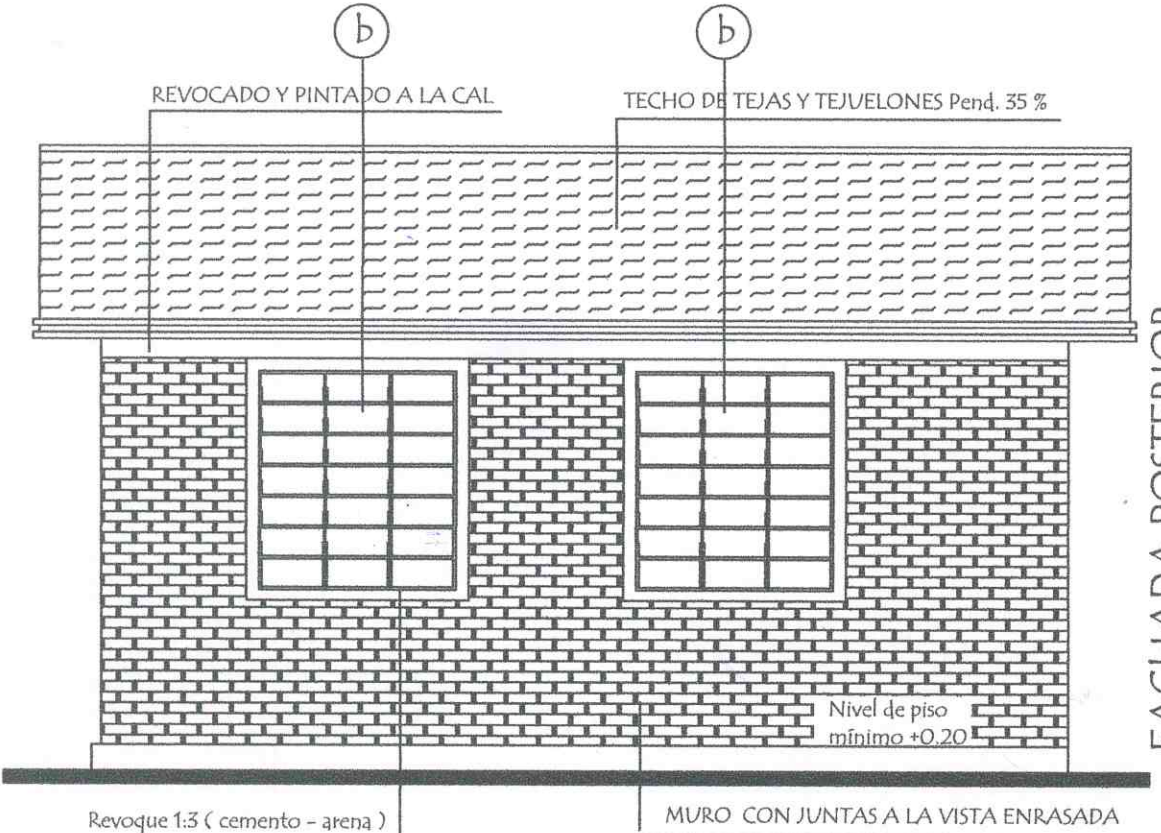 b
b
REVOCADO Y PINTADO A LA CAL
TECHO DE TEJAS Y TEJUELONES Pend. 35 %
Nivel de piso
mínimo +0.20
Revoque 1:3 ( cemento - arena )
MURO CON JUNTAS A LA VISTA ENRASADA
POSTERIOR